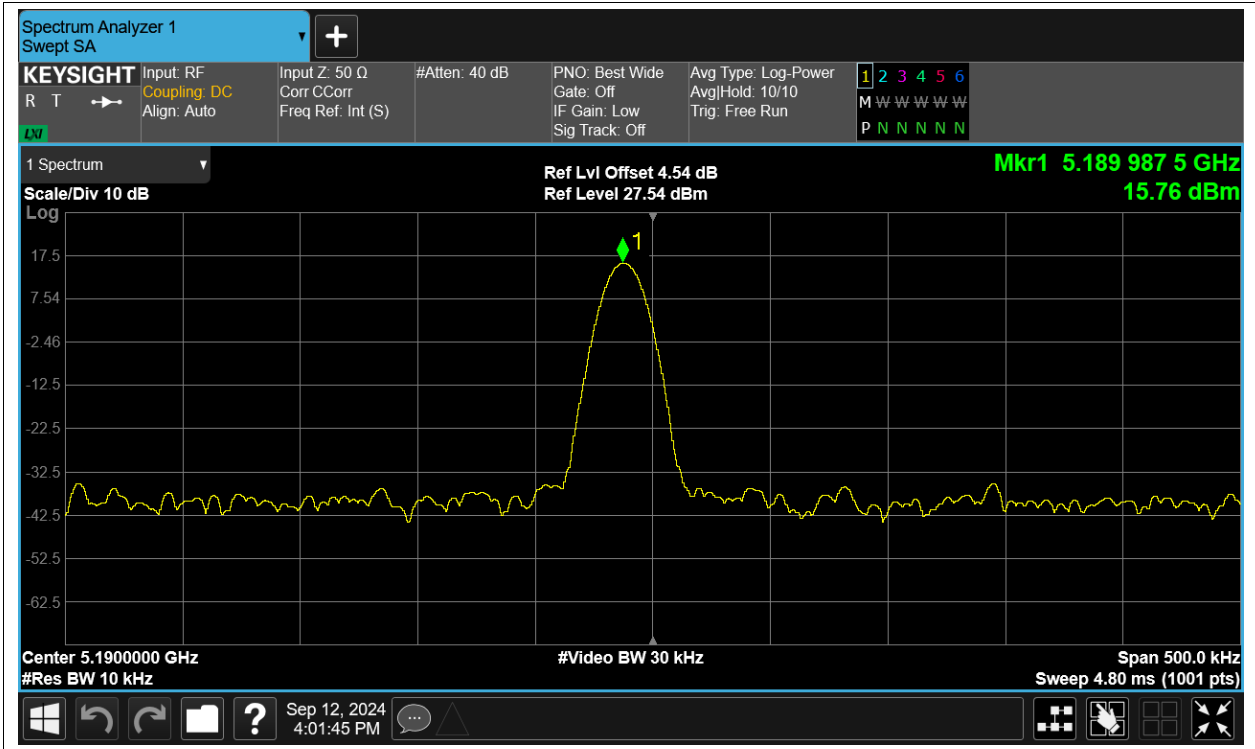 Spectrum Analyzer 1
Swept SA
KEYSIGHT
R T
LXI
Input: RF
Coupling: DC
Align: Auto
Input Z: 50 Ω
Corr CCorr
Freq Ref: Int (S)
#Atten: 40 dB
PNO: Best Wide
Gate: Off
IF Gain: Low
Sig Track: Off
Avg Type: Log-Power
Avg|Hold: 10/10
Trig: Free Run
1 2 3 4 5 6
M W W W W W
P N N N N N
1 Spectrum
Scale/Div 10 dB
Ref Lvl Offset 4.54 dB
Ref Level 27.54 dBm
Mkr1 5.189 987 5 GHz
15.76 dBm
Log
1
17.5
7.54
-2.46
-12.5
-22.5
-32.5
-42.5
-52.5
-62.5
Center 5.1900000 GHz
#Res BW 10 kHz
#Video BW 30 kHz
Span 500.0 kHz
Sweep 4.80 ms (1001 pts)
?
Sep 12, 2024
4:01:45 PM